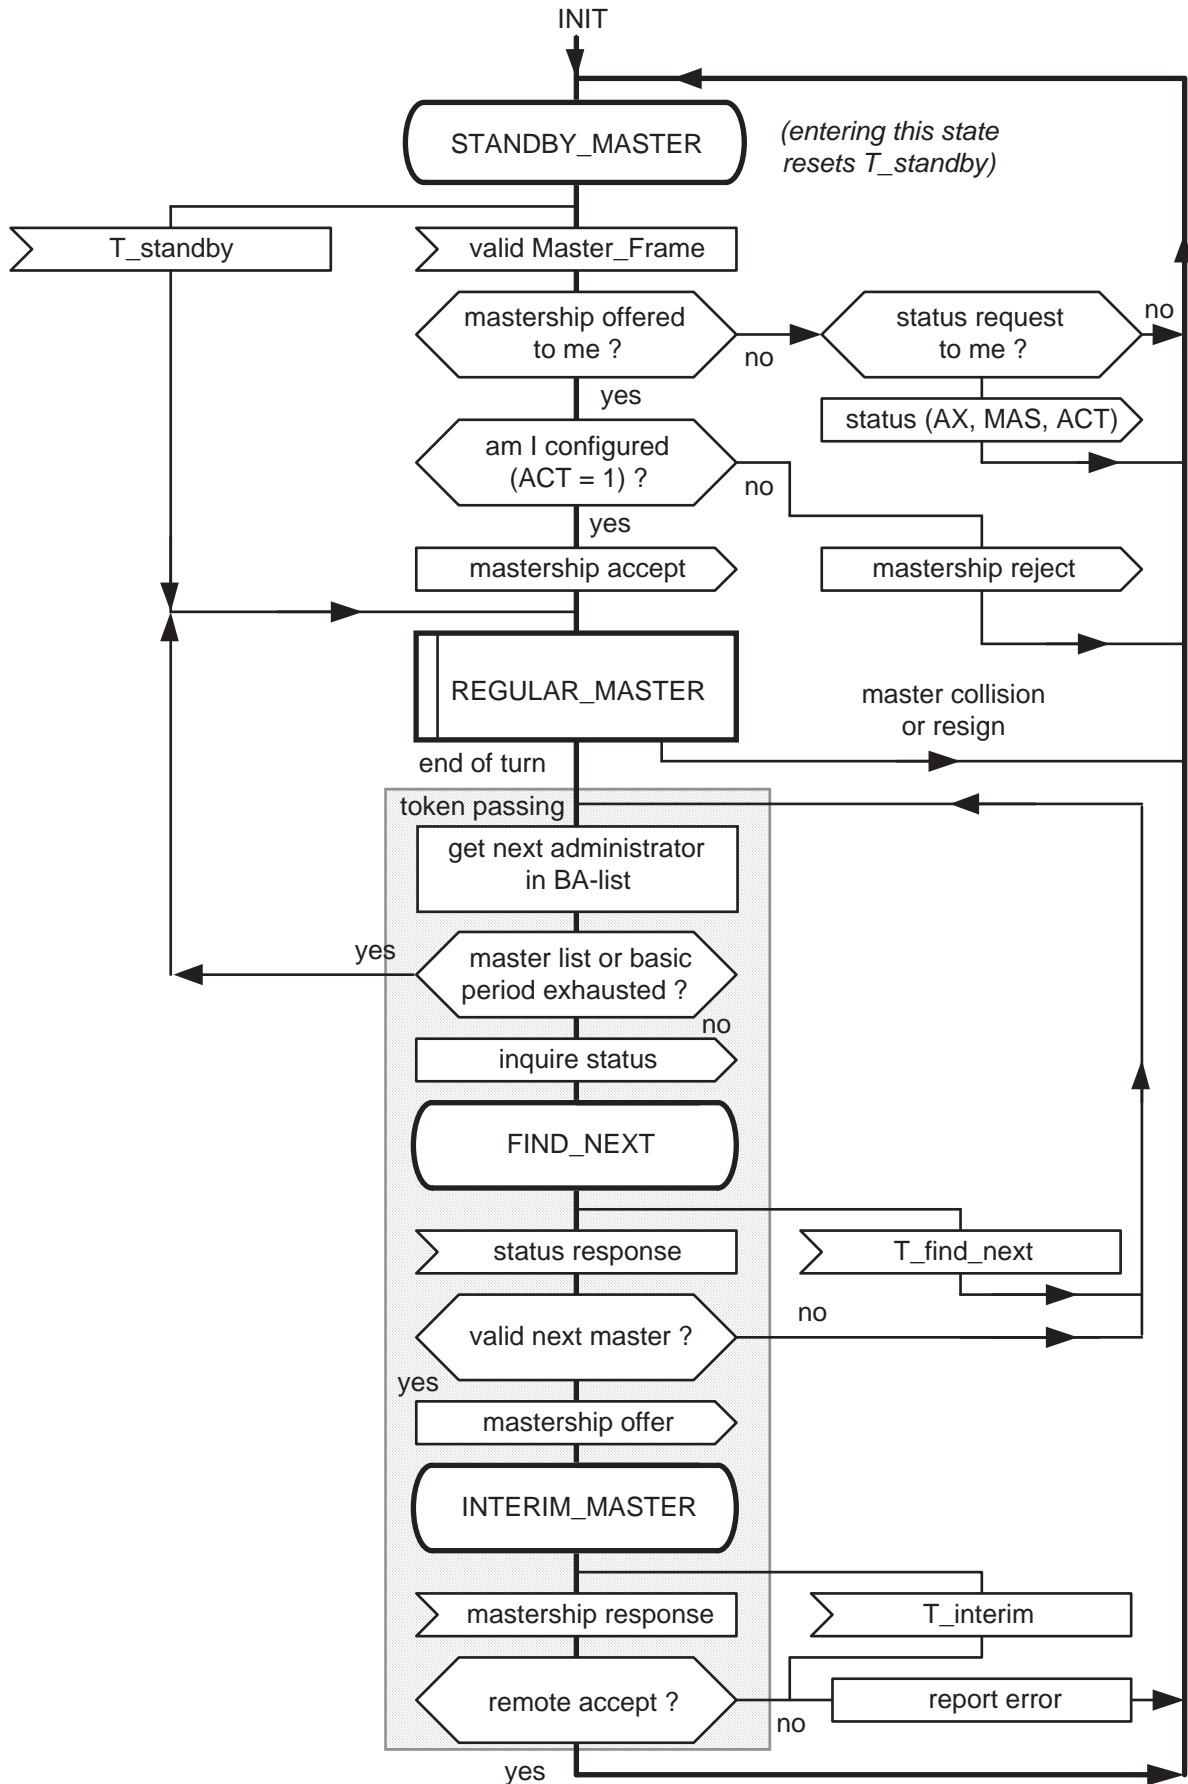 INIT
STANDBY_MASTER
(entering this state
resets T_standby)
T_standby
valid Master_Frame
mastership offered
to me ?
no
status request
to me ?
no
yes
status (AX, MAS, ACT)
am I configured
(ACT = 1) ?
no
yes
mastership accept
mastership reject
REGULAR_MASTER
master collision
or resign
end of turn
token passing
get next administrator
in BA-list
yes
master list or basic
period exhausted ?
no
inquire status
FIND_NEXT
status response
T_find_next
valid next master ?
no
yes
mastership offer
INTERIM_MASTER
mastership response
T_interim
remote accept ?
no
report error
yes